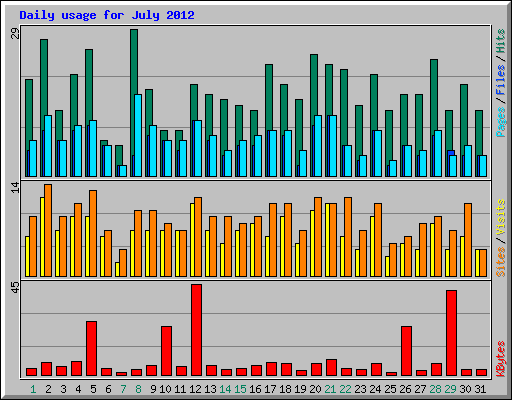 Daily usage for July 2012
29
Pages / Files / Hits
14
Sites / Visits
45
KBytes
1 2 3 4 5 6 7 8 9 10 11 12 13 14 15 16 17 18 19 20 21 22 23 24 25 26 27 28 29 30 31